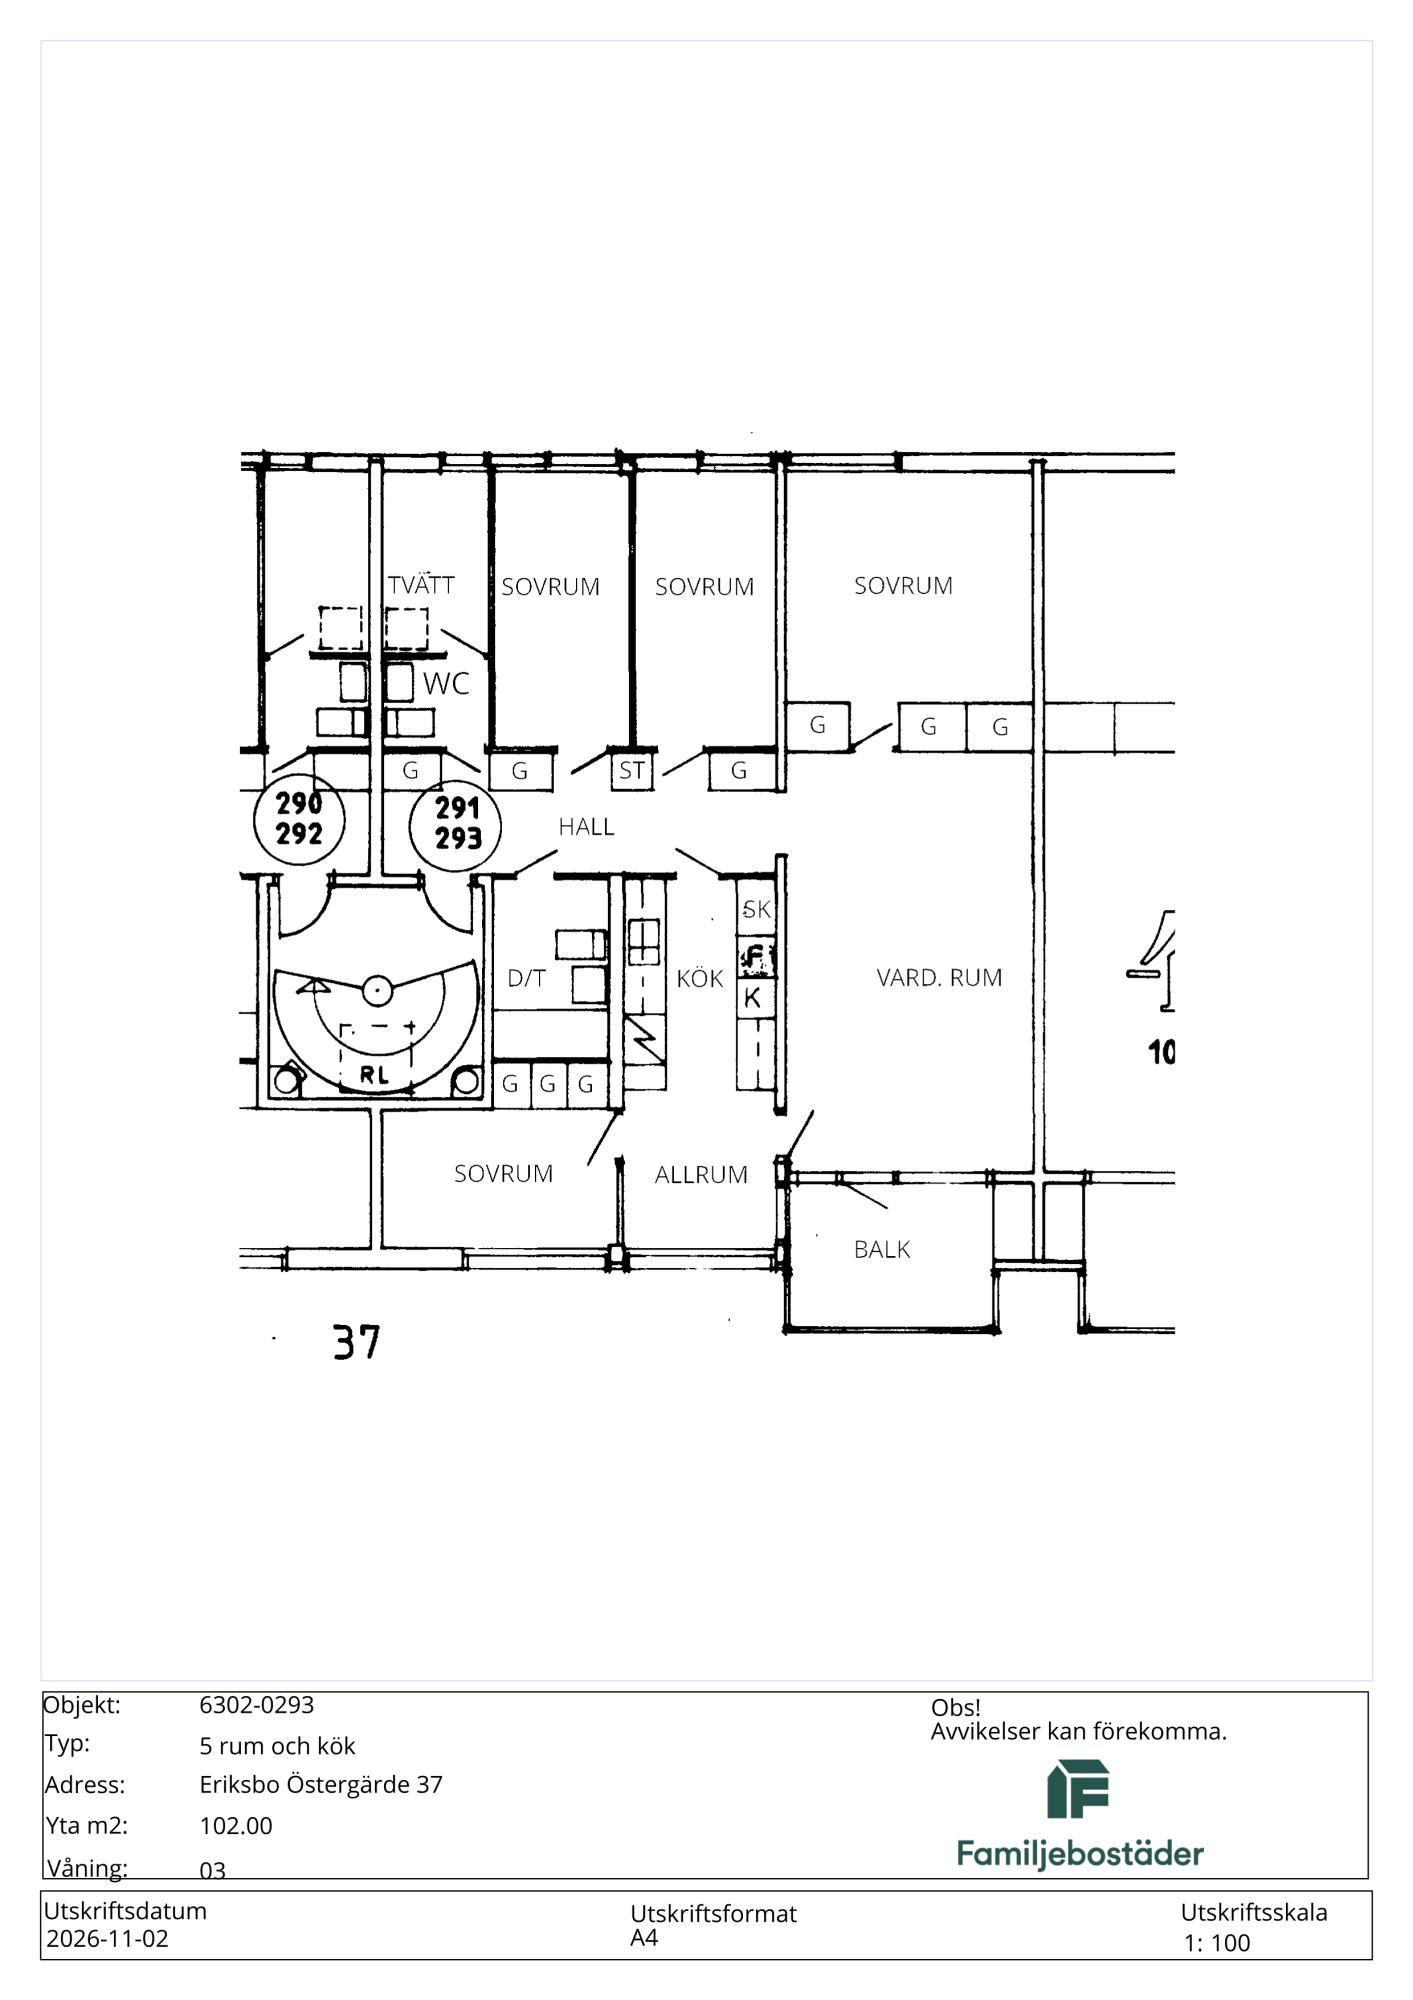 TVÄTT
SOVRUM
SOVRUM
SOVRUM
WC
G
G
G
G
G
ST
G
290
292
291
293
HALL
SK
F
D/T
KÖK
VARD. RUM
K
10
RL
G
G
G
SOVRUM
ALLRUM
BALK
37
Objekt: 6302-0293
Typ: 5 rum och kök
Adress: Eriksbo Östergärde 37
Yta m2: 102.00
Våning: 03
Obs!
Avvikelser kan förekomma.
F
Familjebostäder
Utskriftsdatum
2026-11-02
Utskriftsformat
A4
Utskriftsskala
1: 100